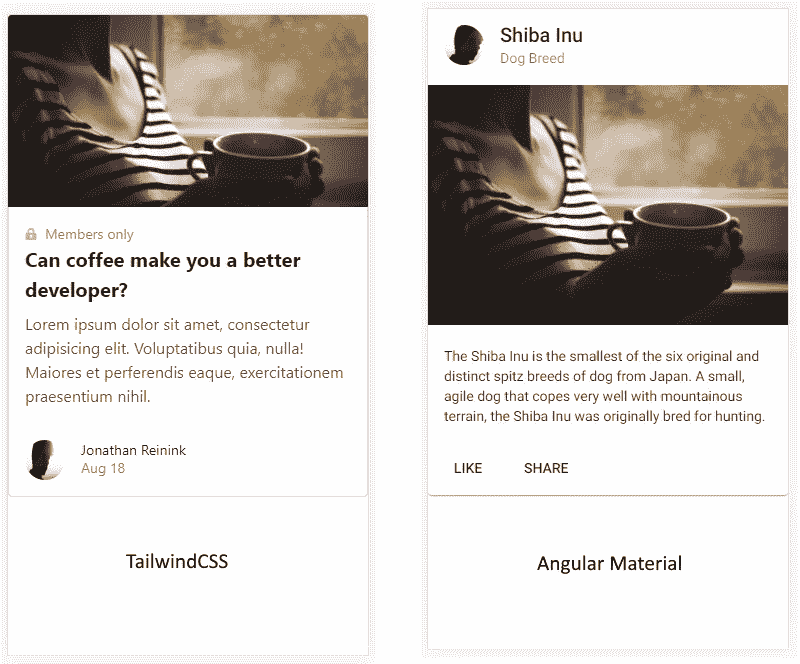 Members only
Can coffee make you a better
developer?
Lorem ipsum dolor sit amet, consectetur
adipisicing elit. Voluptatibus quia, nulla!
Maiores et perferendis eaque, exercitationem
praesentium nihil.
Jonathan Reinink
Aug 18
TailwindCSS
Shiba Inu
Dog Breed
The Shiba Inu is the smallest of the six original and
distinct spitz breeds of dog from Japan. A small,
agile dog that copes very well with mountainous
terrain, the Shiba Inu was originally bred for hunting.
LIKE SHARE
Angular Material